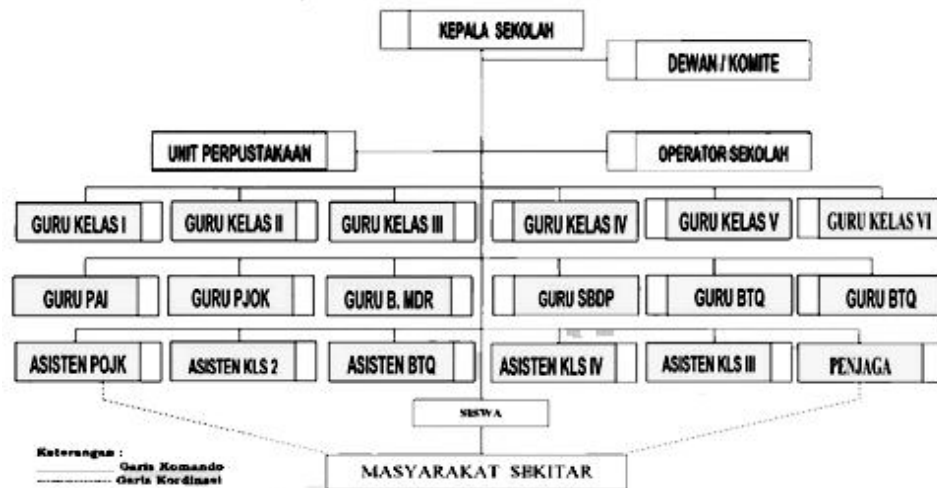 KEPALA SEKOLAH
DEWAN / KOMITE
UNIT PERPUSTAKAAN
OPERATOR SEKOLAH
GURU KELAS I
GURU KELAS II
GURU KELAS III
GURU KELAS IV
GURU KELAS V
GURU KELAS VI
GURU PAI
GURU PJOK
GURU B. MDR
GURU SBDP
GURU BTQ
GURU BTQ
ASISTEN POJK
ASISTEN KLS 2
ASISTEN BTQ
ASISTEN KLS IV
ASISTEN KLS III
PENJAGA
SISWA
MASYARAKAT SEKITAR
Keterangan :
Garis Komando
Garis Kordinasi